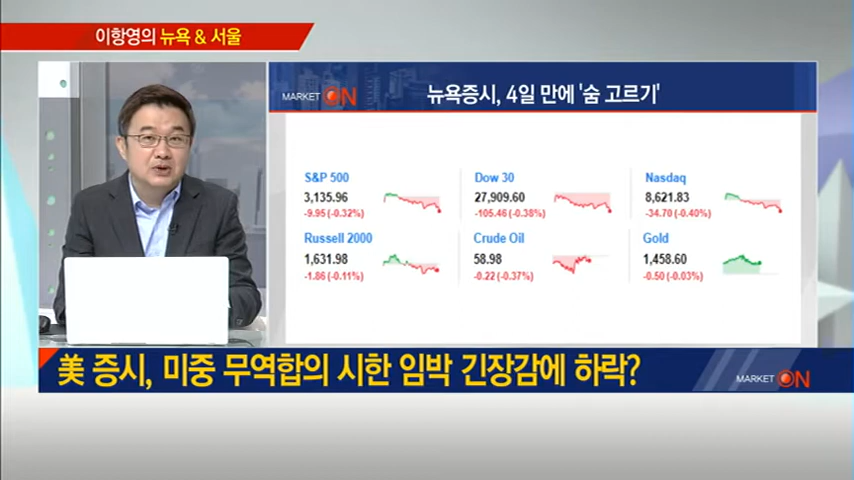 이항영의 뉴욕 & 서울
MARKET ON
뉴욕증시, 4일 만에 '숨 고르기'
S&P 500
3,135.96
-9.95 (-0.32%)
Dow 30
27,909.60
-105.46 (-0.38%)
Nasdaq
8,621.83
-34.70 (-0.40%)
Russell 2000
1,631.98
-1.86 (-0.11%)
Crude Oil
58.98
-0.22 (-0.37%)
Gold
1,458.60
-0.50 (-0.03%)
美 증시, 미중 무역합의 시한 임박 긴장감에 하락?
MARKET ON